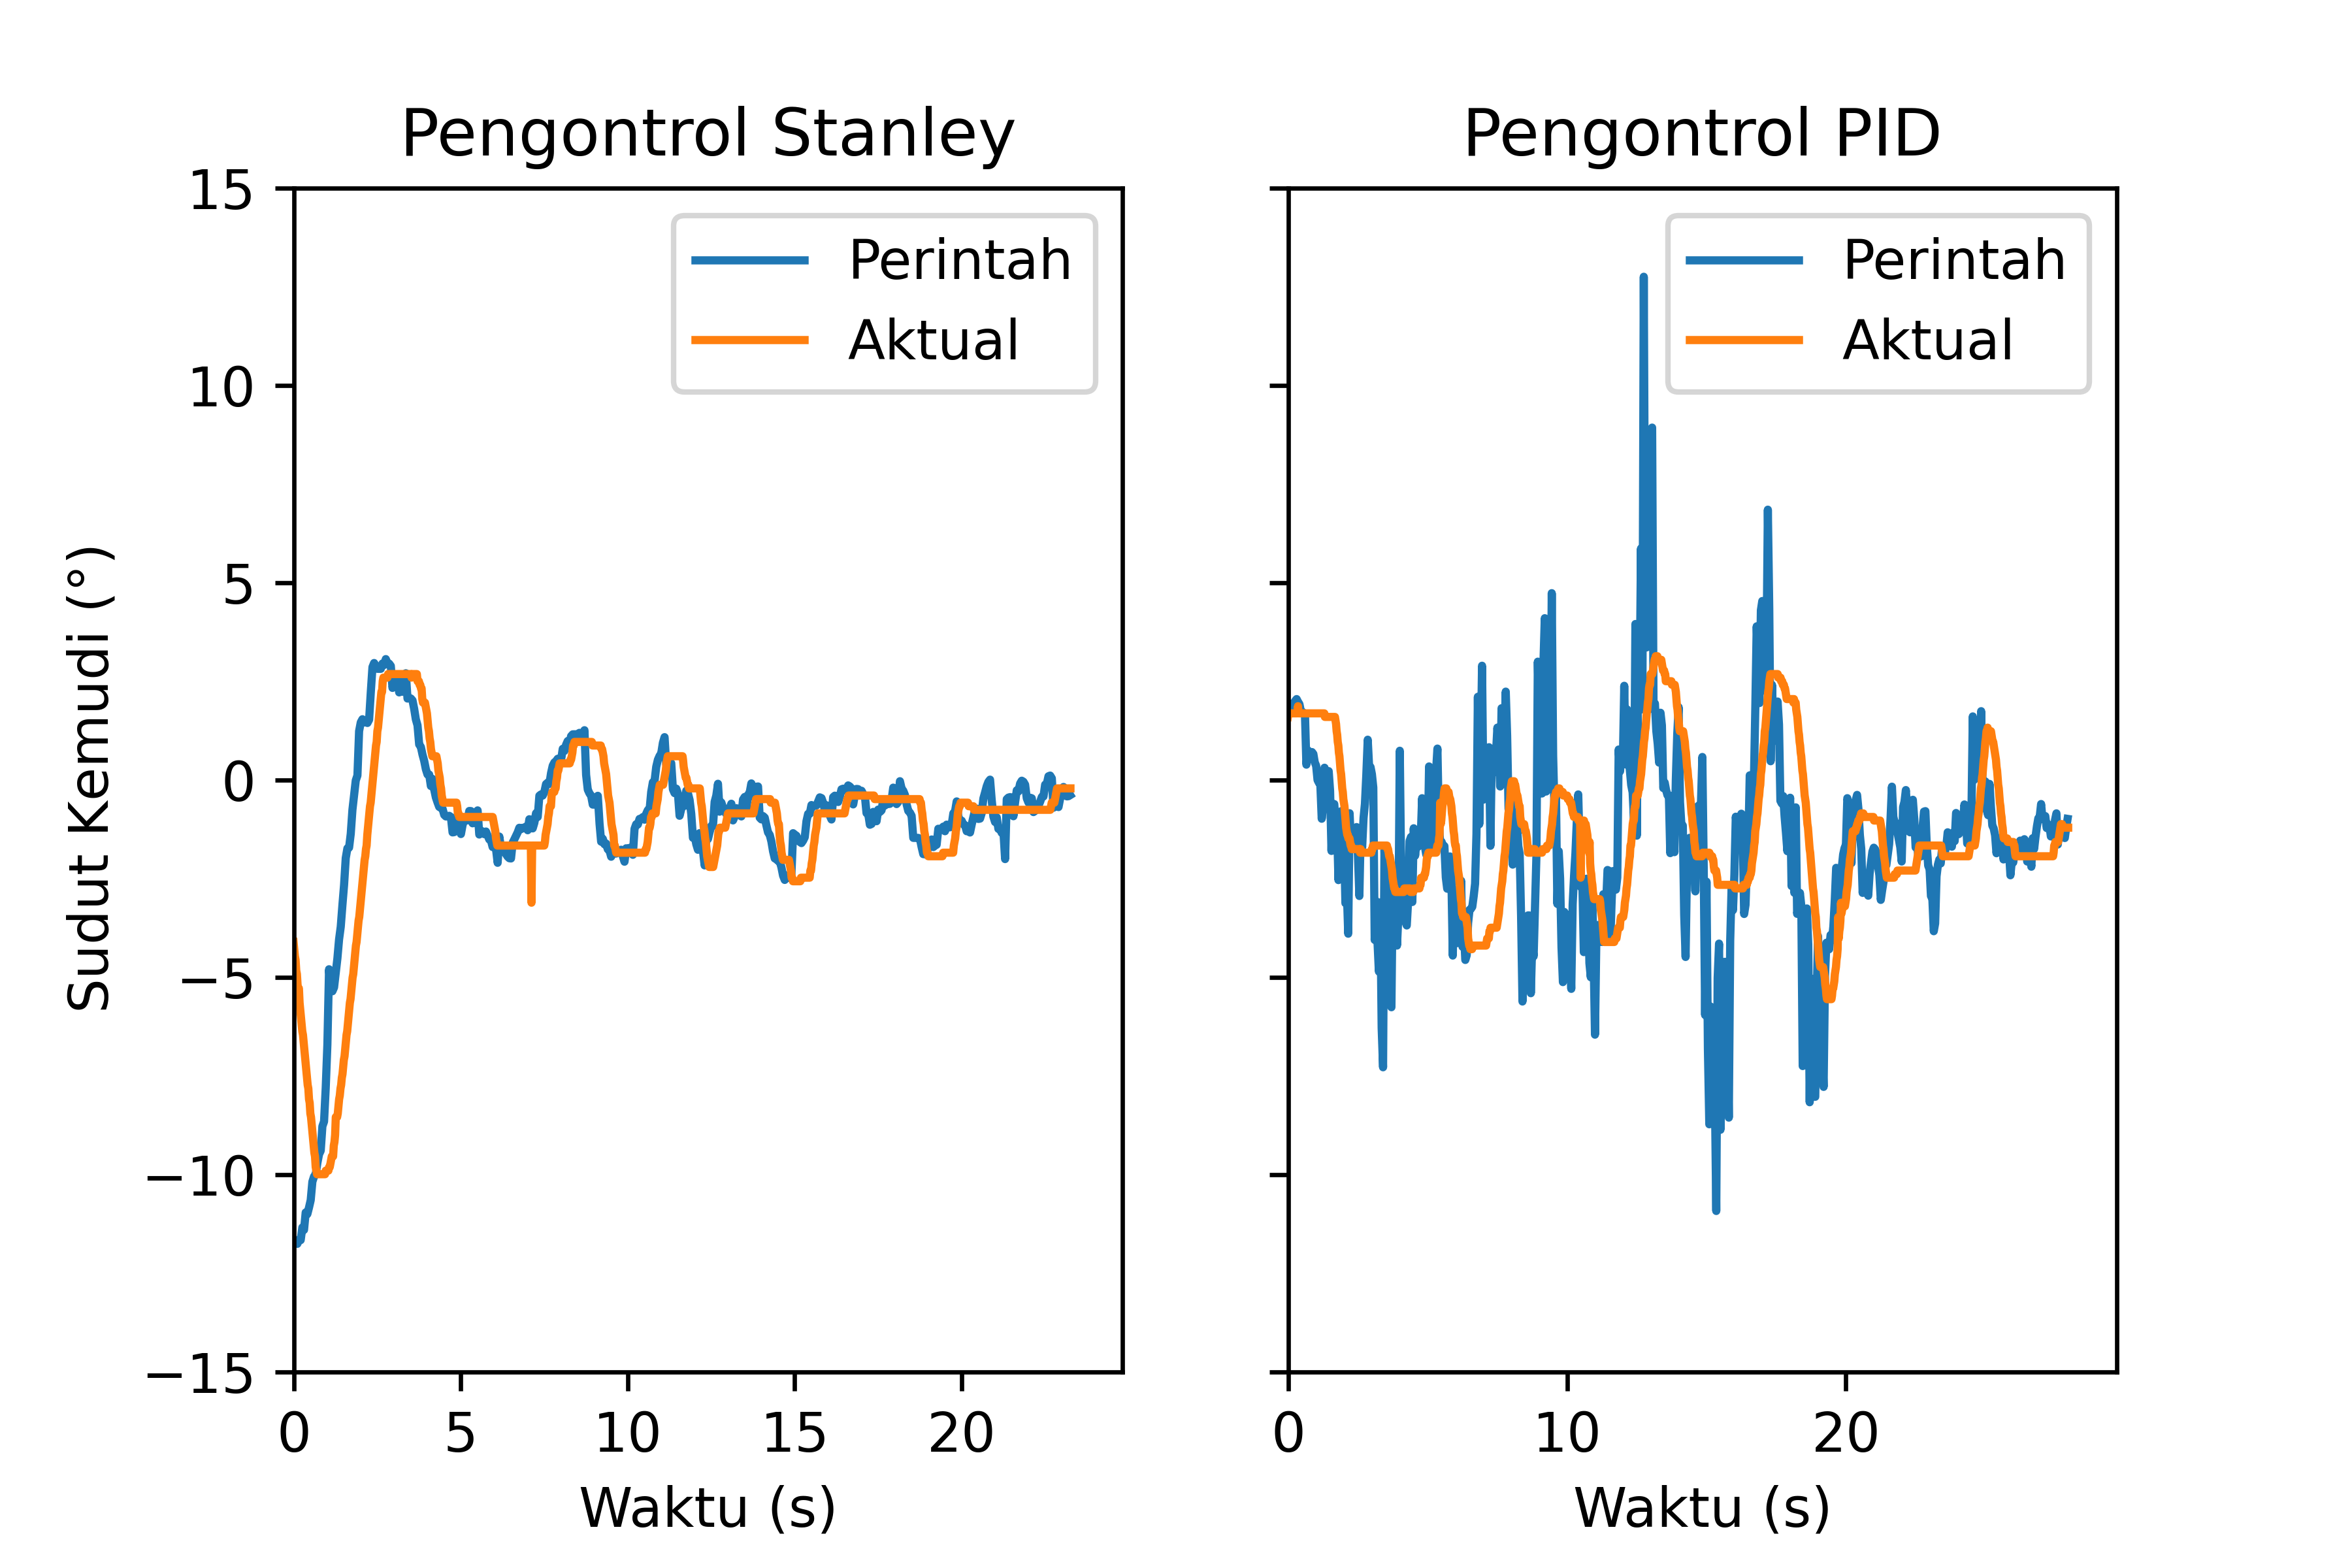 Pengontrol Stanley
Pengontrol PID
Sudut Kemudi (°)
15
10
5
0
−5
−10
−15
Perintah
Aktual
Perintah
Aktual
0 5 10 15 20
0 10 20
Waktu (s)
Waktu (s)